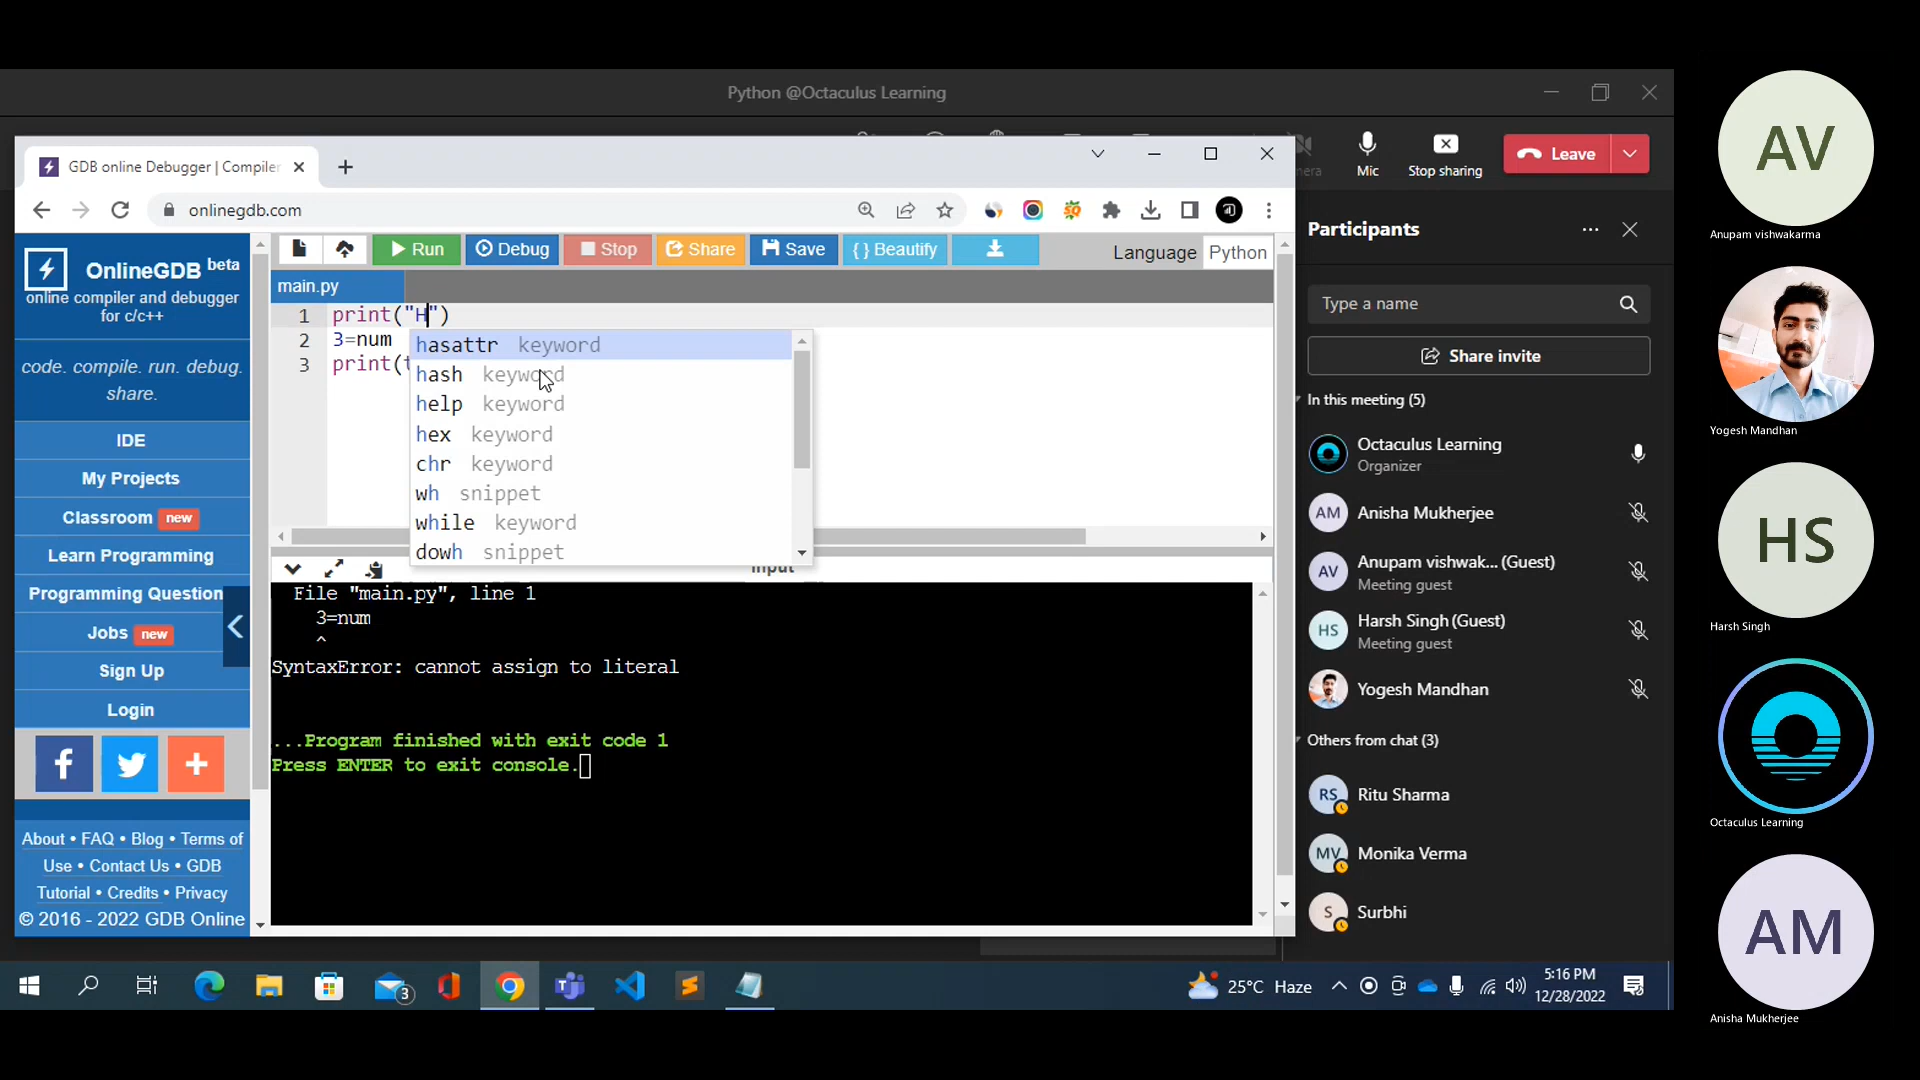 Python @Octaculus Learning
GDB online Debugger | Compiler
onlinegdb.com
Mic
Stop sharing
Leave
OnlineGDB beta
online compiler and debugger
for c/c++
code. compile. run. debug.
share.
IDE
My Projects
Classroom new
Learn Programming
Programming Question
Jobs new
Sign Up
Login
About • FAQ • Blog • Terms of
Use • Contact Us • GDB
Tutorial • Credits • Privacy
© 2016 - 2022 GDB Online
Run
Debug
Stop
Share
Save
{ } Beautify
Language
Python
main.py
1 print("H")
2 3=num
3 print(t
hasattr keyword
hash keyword
help keyword
hex keyword
chr keyword
wh snippet
while keyword
dowh snippet
input
File "main.py", line 1
3=num
^
SyntaxError: cannot assign to literal
...Program finished with exit code 1
Press ENTER to exit console.
Participants
Type a name
Share invite
In this meeting (5)
Octaculus Learning
Organizer
AM Anisha Mukherjee
AV Anupam vishwak... (Guest)
Meeting guest
HS Harsh Singh (Guest)
Meeting guest
Yogesh Mandhan
Others from chat (3)
RS Ritu Sharma
MV Monika Verma
S Surbhi
3
25°C Haze
5:16 PM
12/28/2022
AV
Anupam vishwakarma
Yogesh Mandhan
HS
Harsh Singh
Octaculus Learning
AM
Anisha Mukherjee